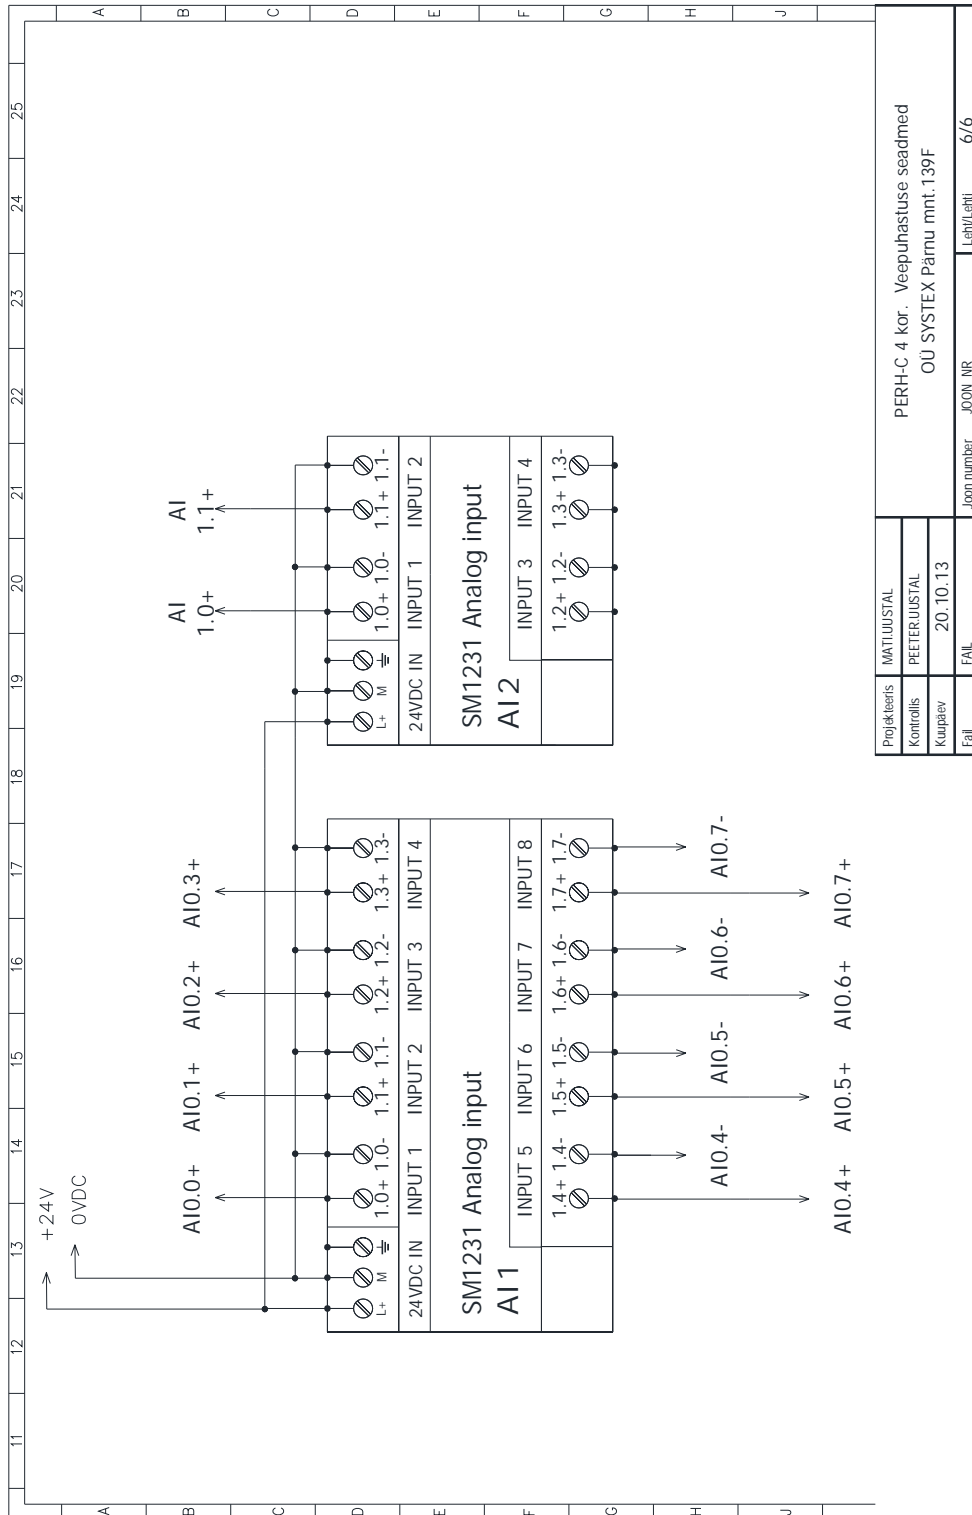 11 12 13 14 15 16 17 18 19 20 21 22 23 24 25
A
B
C
D
E
F
G
H
J
A
B
C
D
E
F
G
H
J
+24V
0VDC
AI0.0+ AI0.1+ AI0.2+ AI0.3+
AI AI
1.0+ 1.1+
L+ M 1.0+ 1.0- 1.1+ 1.1- 1.2+ 1.2- 1.3+ 1.3-
24VDC IN INPUT 1 INPUT 2 INPUT 3 INPUT 4
SM1231 Analog input
AI1
INPUT 5 INPUT 6 INPUT 7 INPUT 8
1.4+ 1.4- 1.5+ 1.5- 1.6+ 1.6- 1.7+ 1.7-
AI0.4- AI0.5- AI0.6- AI0.7-
AI0.4+ AI0.5+ AI0.6+ AI0.7+
L+ M 1.0+ 1.0- 1.1+ 1.1-
24VDC IN INPUT 1 INPUT 2
SM1231 Analog input
AI2
INPUT 3 INPUT 4
1.2+ 1.2- 1.3+ 1.3-
Projekteeris MATI.UUSTAL
Kontrollis PEETER.UUSTAL
Kuupäev 20.10.13
Fail FAIL
PERH-C 4 kor. Veepuhastuse seadmed
OÜ SYSTEX Pärnu mnt.139F
Joon number JOON NR
Leht/Lehti 6/6